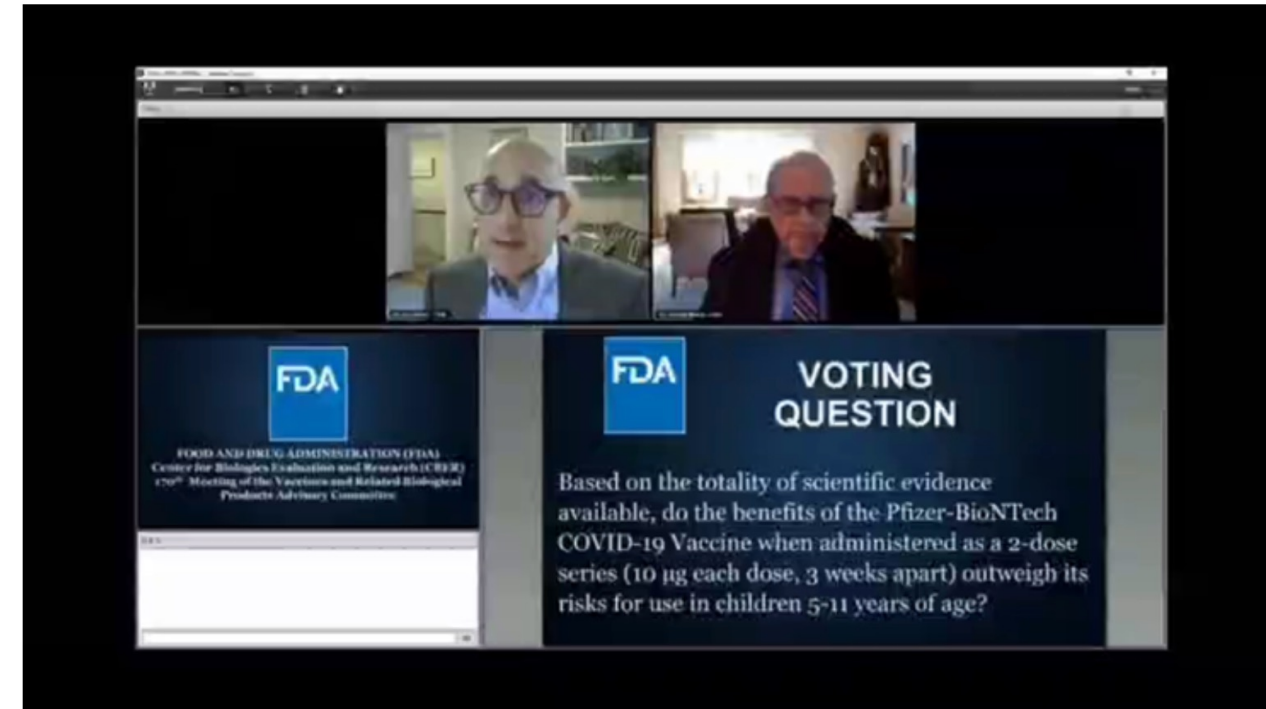 FDA
FOOD AND DRUG ADMINISTRATION (FDA)
Center for Biologics Evaluation and Research (CBER)
170th Meeting of the Vaccines and Related Biological
Products Advisory Committee
FDA
VOTING
QUESTION
Based on the totality of scientific evidence
available, do the benefits of the Pfizer-BioNTech
COVID-19 Vaccine when administered as a 2-dose
series (10 µg each dose, 3 weeks apart) outweigh its
risks for use in children 5-11 years of age?